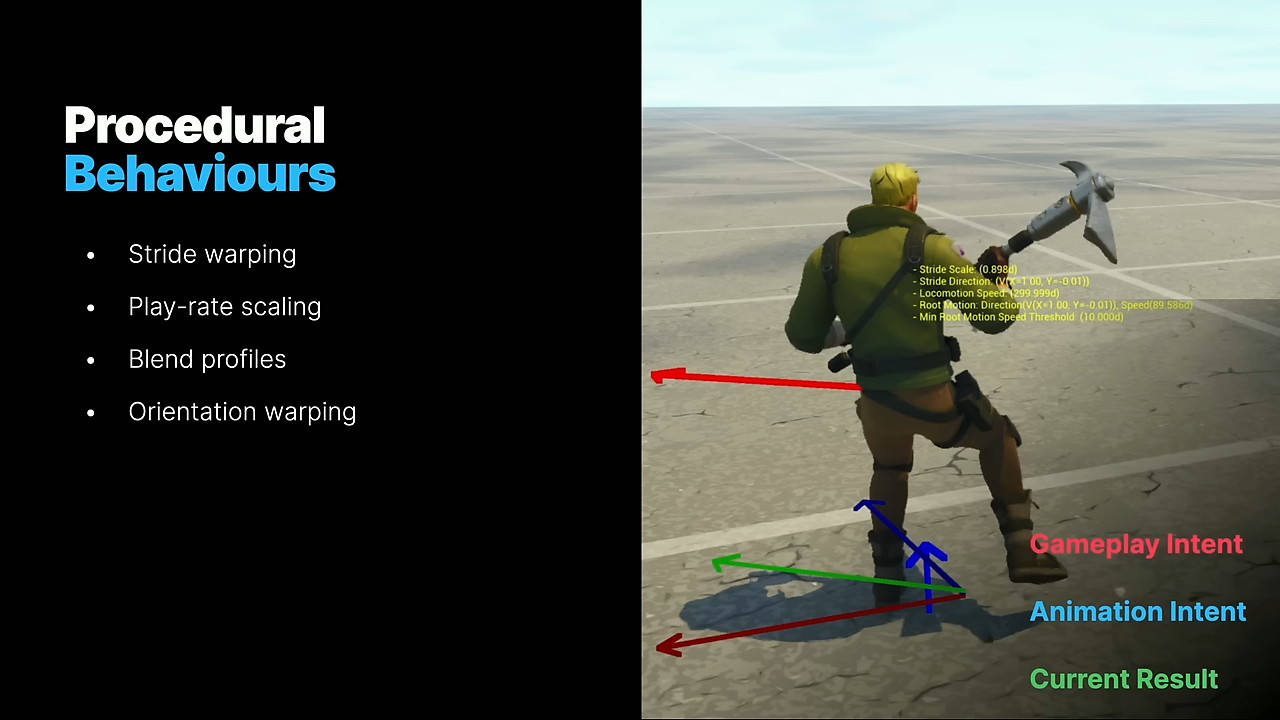 Procedural
Behaviours
• Stride warping
• Play-rate scaling
• Blend profiles
• Orientation warping
- Stride Scale: (0.898d)
- Stride Direction: (V(X=1.00, Y=-0.01))
- Locomotion Speed: (299.999d)
- Root Motion: Direction(V(X=1.00, Y=-0.01)), Speed(89.586d)
- Min Root Motion Speed Threshold: (10.000d)
Gameplay Intent
Animation Intent
Current Result